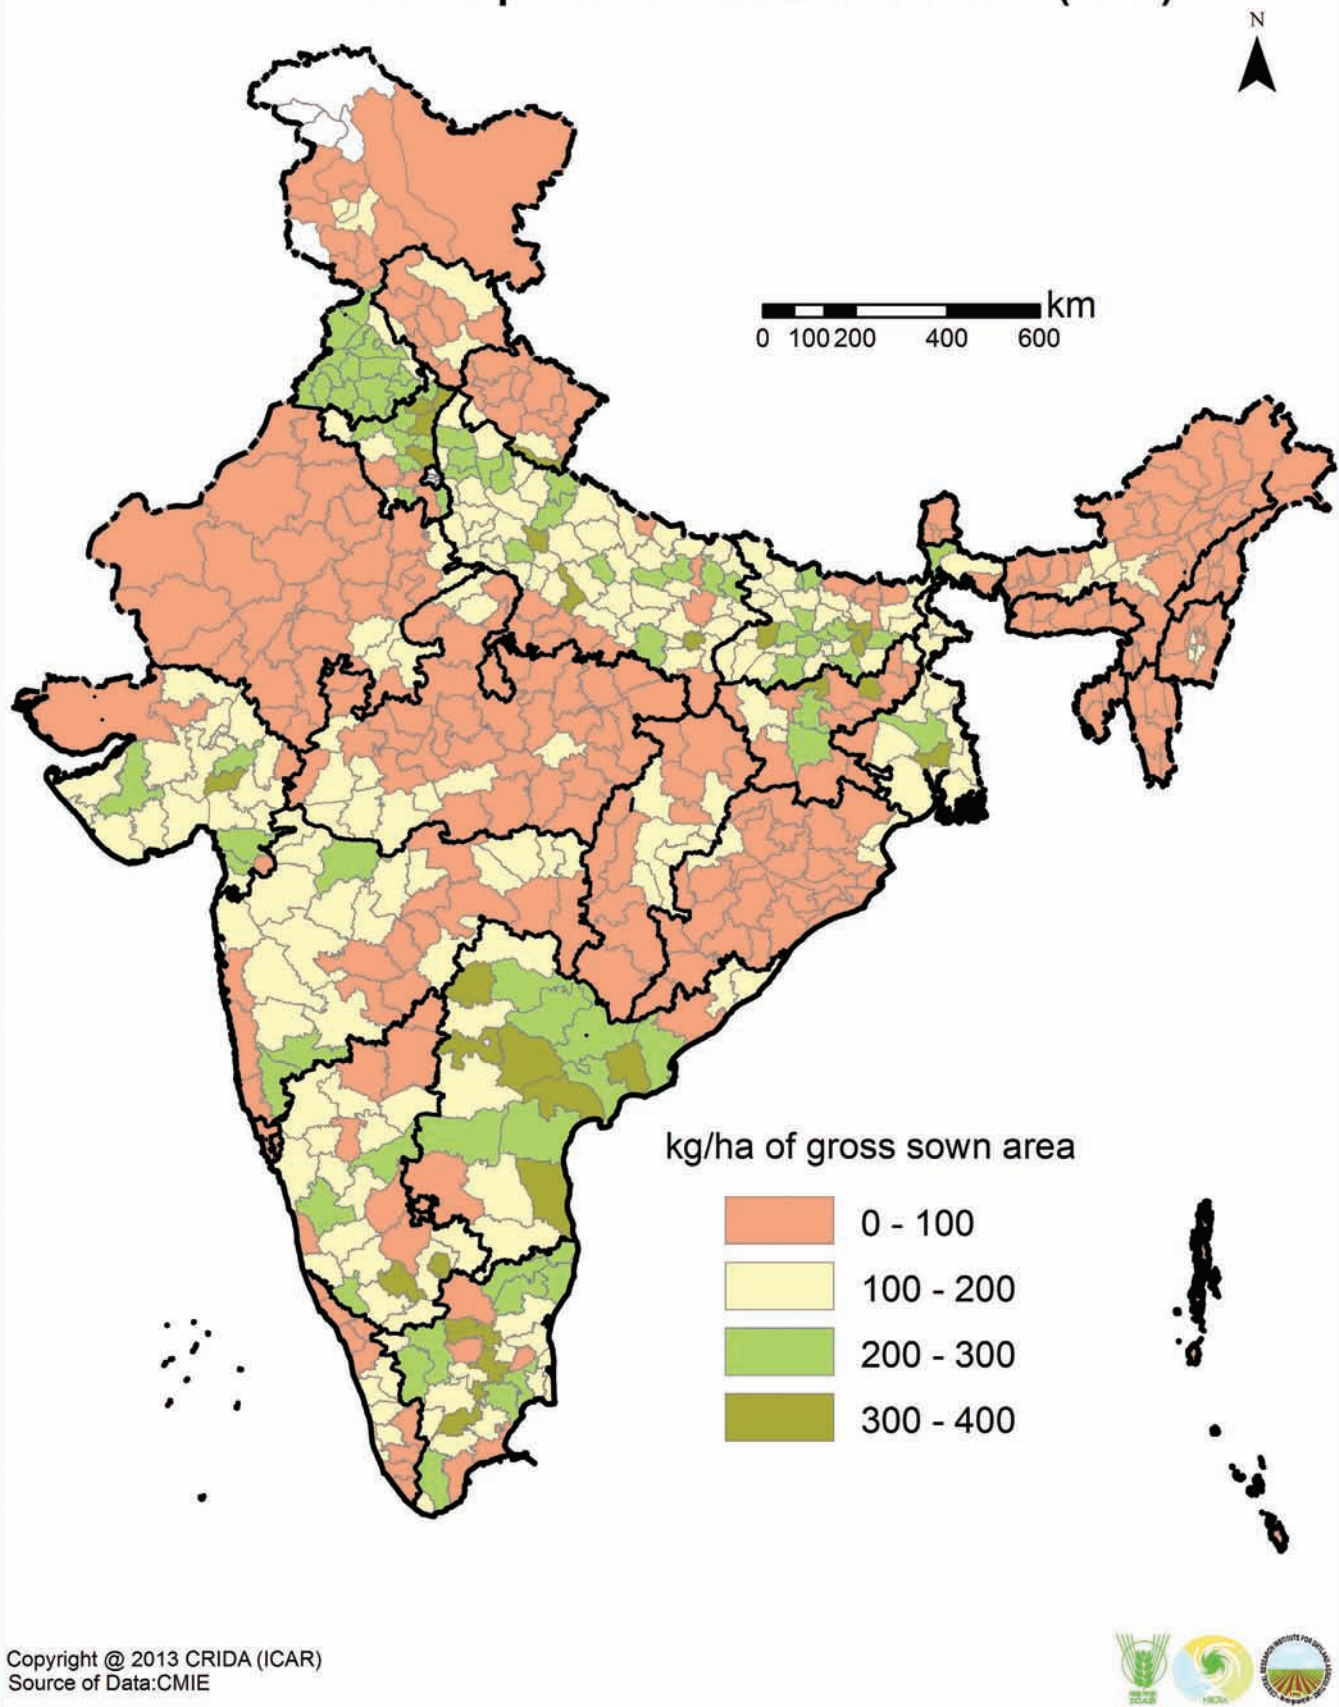 N
km
0 100 200 400 600
kg/ha of gross sown area
0 - 100
100 - 200
200 - 300
300 - 400
Copyright @ 2013 CRIDA (ICAR)
Source of Data:CMIE
ICAR